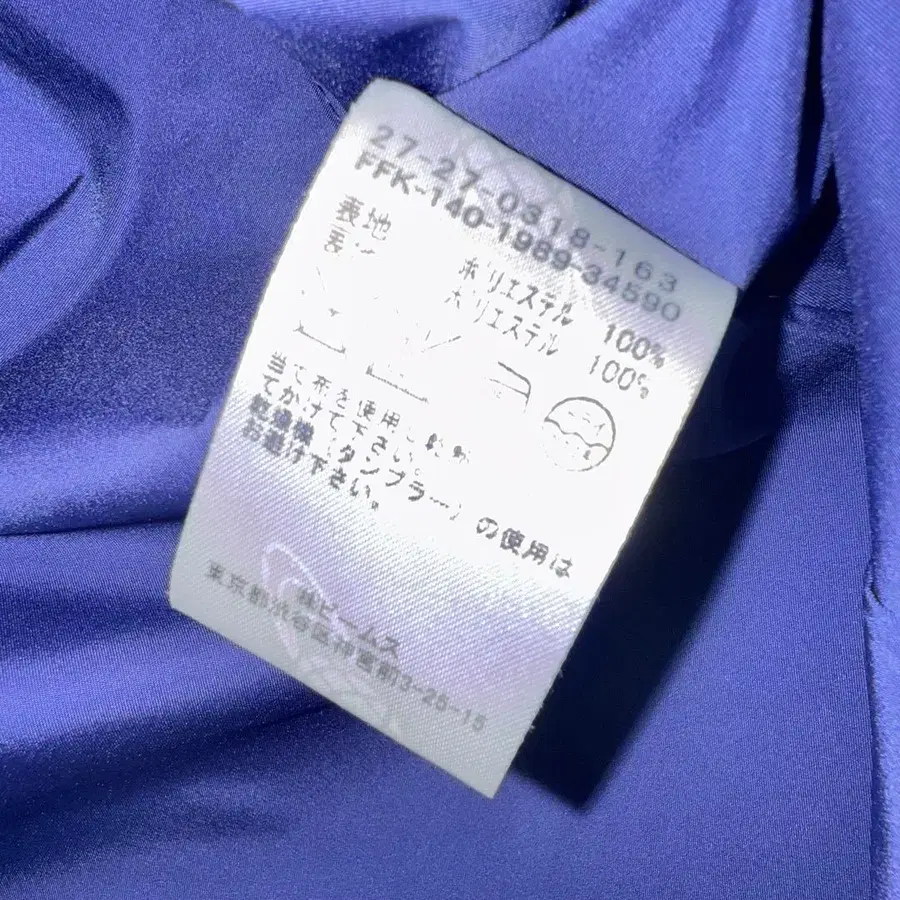 27-27-0318-163
FFK-140-1989-34590
表地 ポリエステル 100%
ポリエステル 100%
当て布を使用し
てかけて下さい。
乾燥機(タンブラー)の使用は
お避け下さい。
㈱ビームス
東京都渋谷区神宮前3-25-15